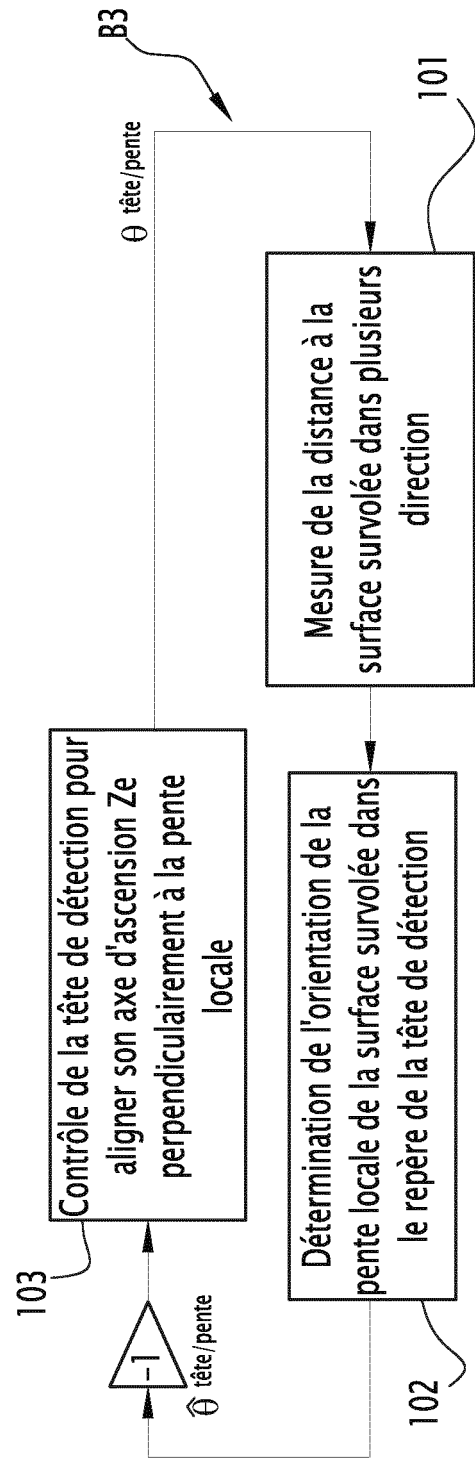 B3
θ tête/pente
103
Contrôle de la tête de détection pour
aligner son axe d'ascension Ze
perpendiculairement à la pente
locale
-1
θ̂ tête/pente
101
Mesure de la distance à la
surface survolée dans plusieurs
direction
102
Détermination de l'orientation de la
pente locale de la surface survolée dans
le repère de la tête de détection